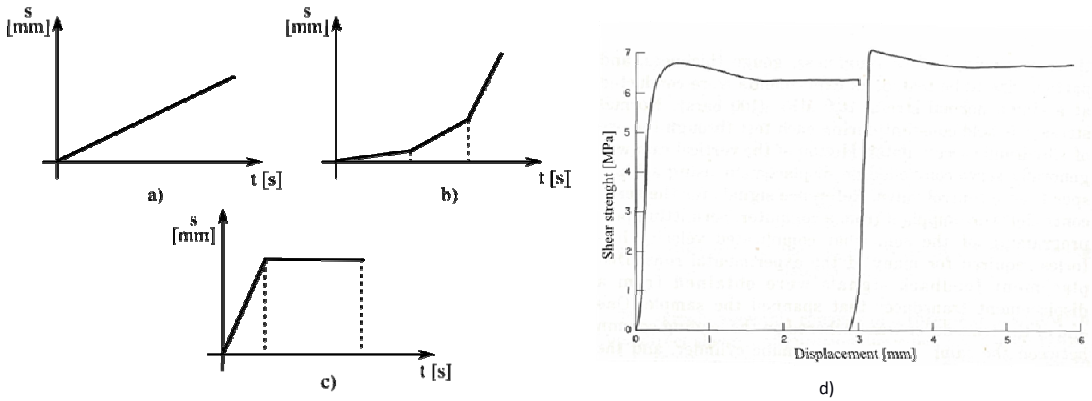 s
[mm]
t [s]
a)
s
[mm]
t [s]
b)
s
[mm]
t [s]
c)
Shear strenght [MPa]
7
6
5
4
3
2
1
0
0
1
2
3
4
5
6
Displacement [mm]
d)